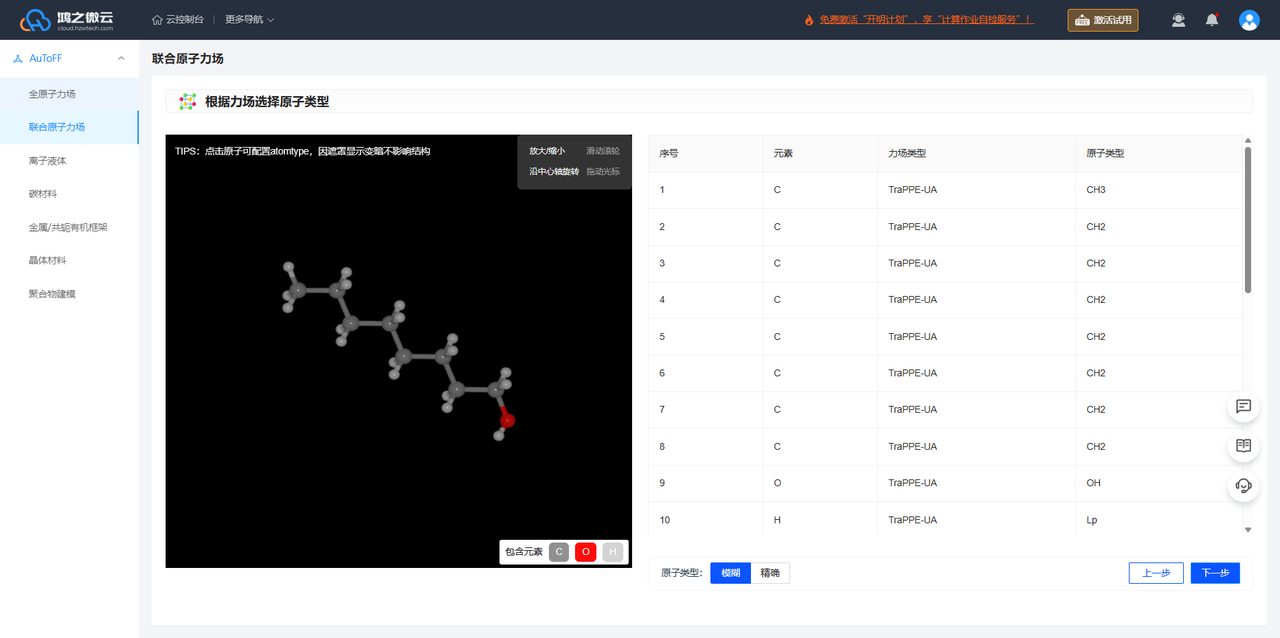 鸿之微云
cloud.hzwtech.com
云控制台
更多导航
免费激活“开明计划”，享“计算作业自检服务”！
FREE
激活试用
AuToFF
全原子力场
联合原子力场
离子液体
碳材料
金属/共轭有机框架
晶体材料
聚合物建模
联合原子力场
根据力场选择原子类型
TIPS：点击原子可配置atomtype，因遮罩显示变暗不影响结构
放大/缩小 滑动滚轮
沿中心轴旋转 拖动光标
包含元素 C O H
序号 元素 力场类型 原子类型
1 C TraPPE-UA CH3
2 C TraPPE-UA CH2
3 C TraPPE-UA CH2
4 C TraPPE-UA CH2
5 C TraPPE-UA CH2
6 C TraPPE-UA CH2
7 C TraPPE-UA CH2
8 C TraPPE-UA CH2
9 O TraPPE-UA OH
10 H TraPPE-UA Lp
原子类型： 模糊 精确
上一步 下一步